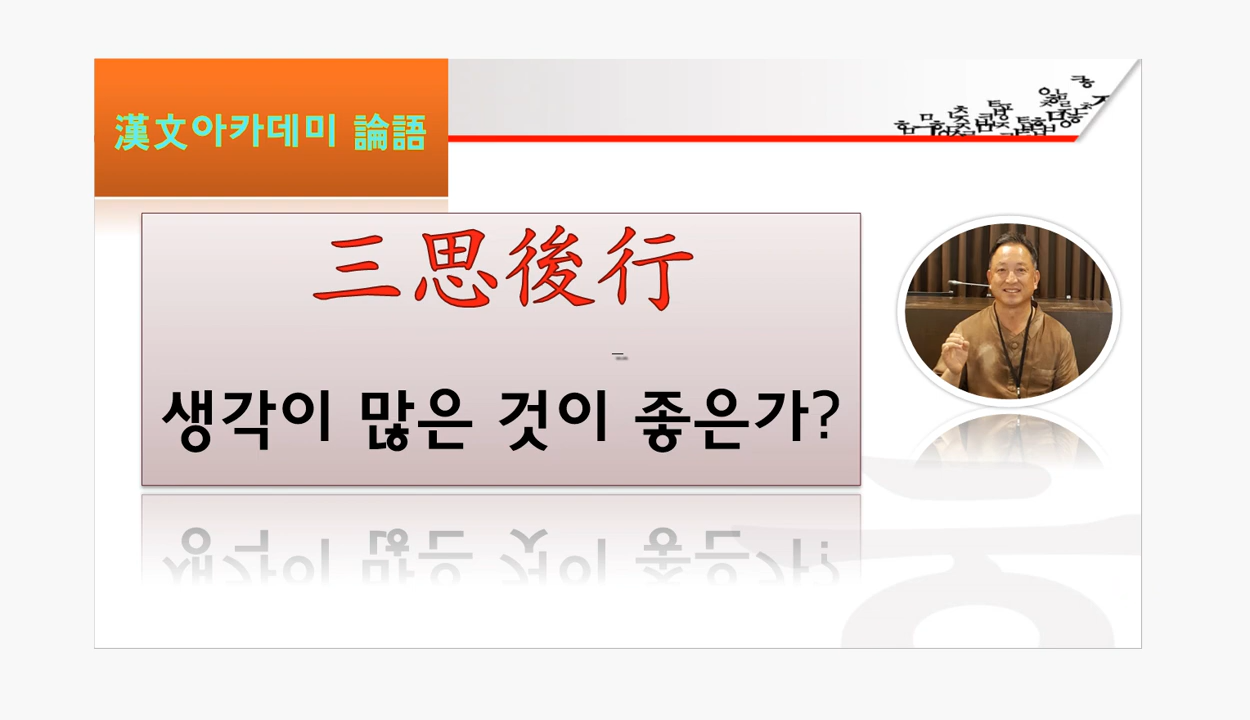 漢文아카데미 論語
三思後行
생각이 많은 것이 좋은가?